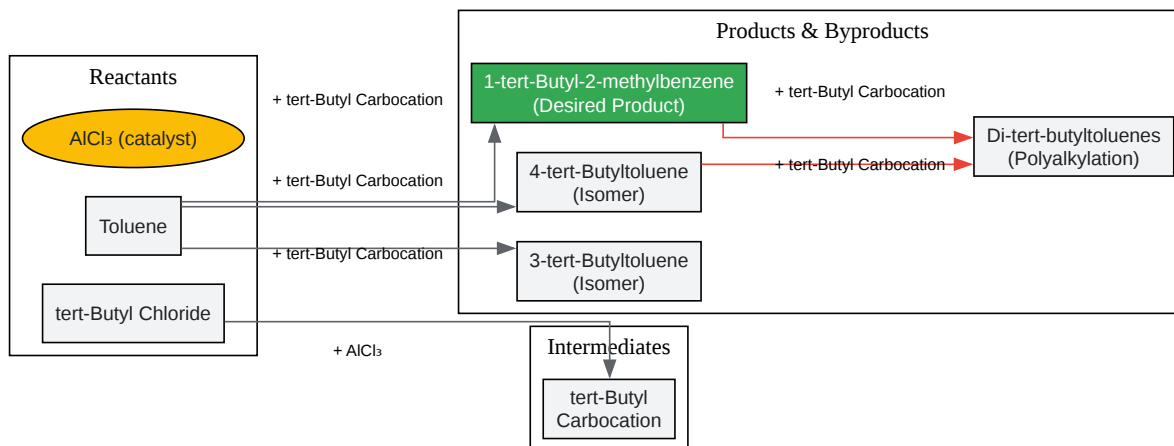 Reactants
AlCl₃ (catalyst)
Toluene
tert-Butyl Chloride
+ tert-Butyl Carbocation
+ tert-Butyl Carbocation
+ tert-Butyl Carbocation
+ AlCl₃
Products & Byproducts
1-tert-Butyl-2-methylbenzene
(Desired Product)
4-tert-Butyltoluene
(Isomer)
3-tert-Butyltoluene
(Isomer)
+ tert-Butyl Carbocation
+ tert-Butyl Carbocation
Di-tert-butyltoluenes
(Polyalkylation)
Intermediates
tert-Butyl
Carbocation